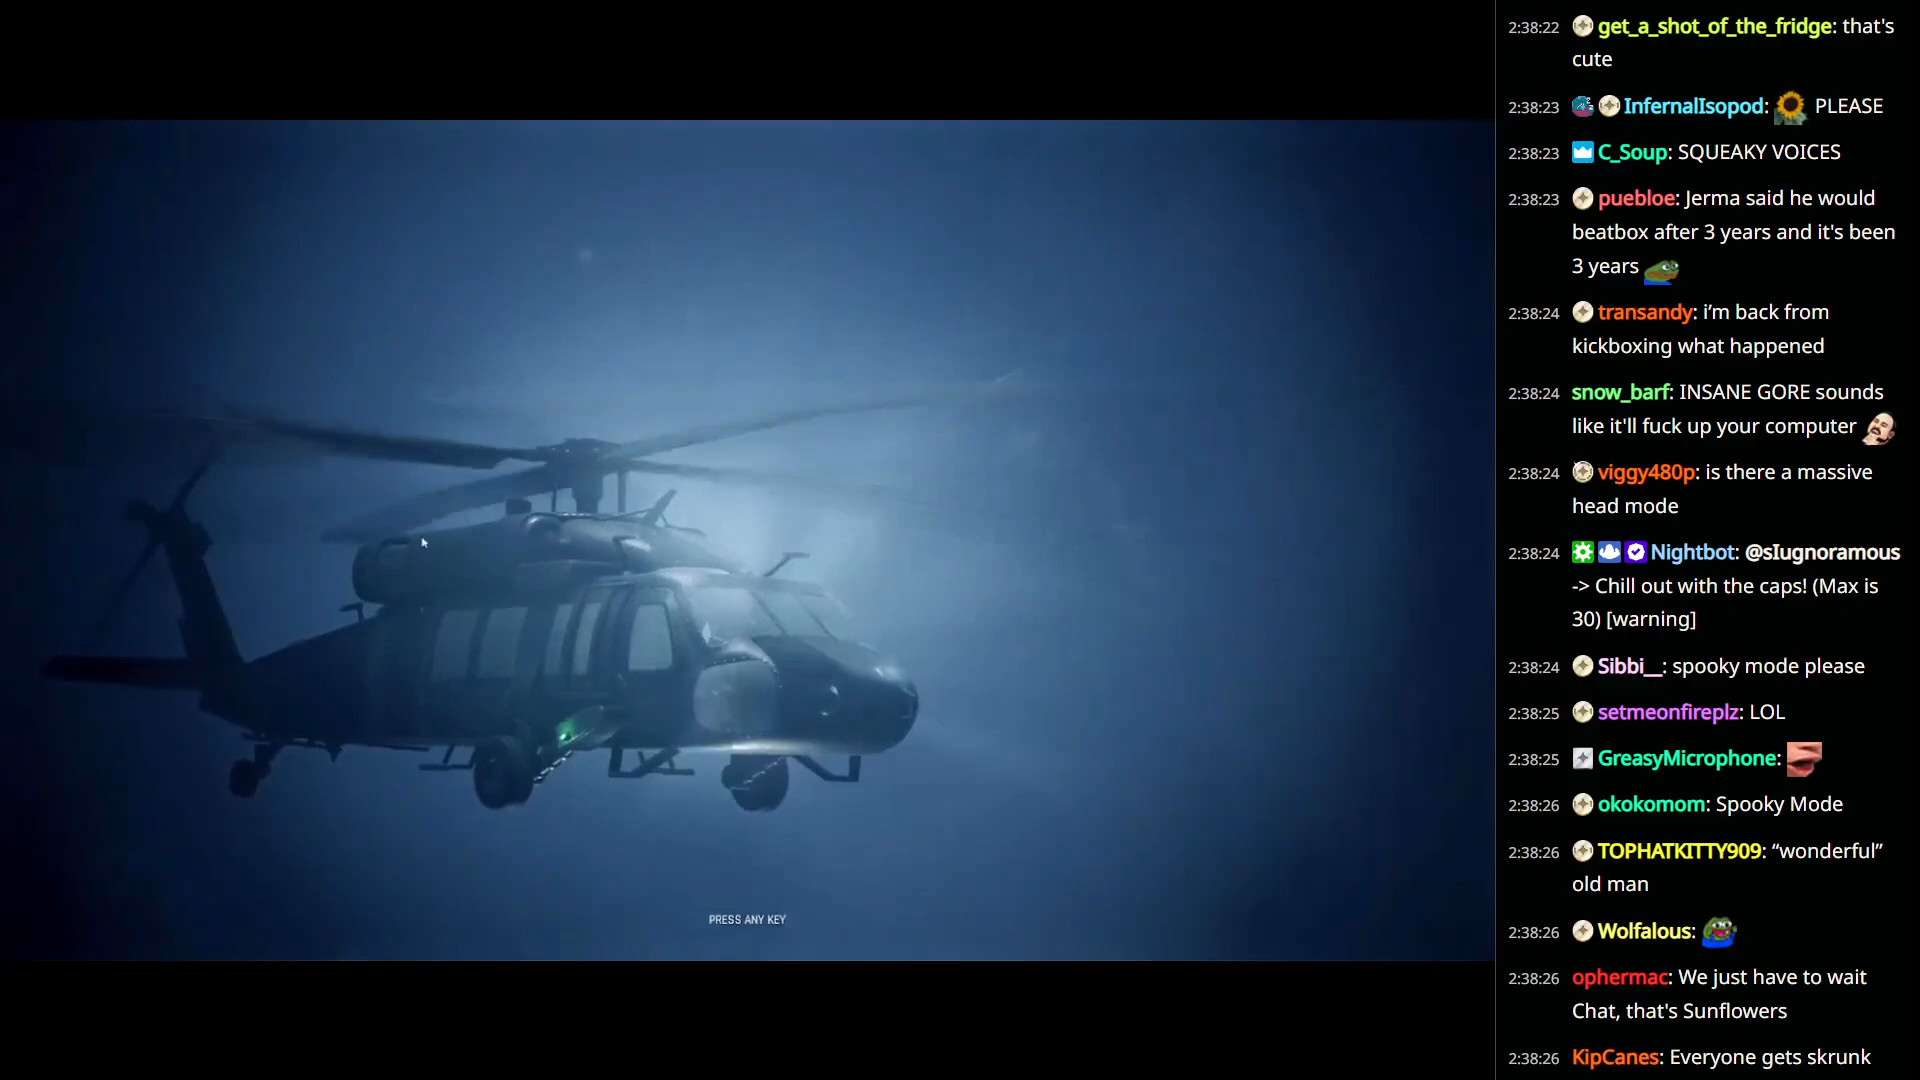 PRESS ANY KEY
2:38:22 get_a_shot_of_the_fridge: that's
cute
2:38:23 InfernalIsopod: PLEASE
2:38:23 C_Soup: SQUEAKY VOICES
2:38:23 puebloe: Jerma said he would
beatbox after 3 years and it's been
3 years
2:38:24 transandy: i’m back from
kickboxing what happened
2:38:24 snow_barf: INSANE GORE sounds
like it'll fuck up your computer
2:38:24 viggy480p: is there a massive
head mode
2:38:24 Nightbot: @sIugnoramous
-> Chill out with the caps! (Max is
30) [warning]
2:38:24 Sibbi__: spooky mode please
2:38:25 setmeonfireplz: LOL
2:38:25 GreasyMicrophone:
2:38:26 okokomom: Spooky Mode
2:38:26 TOPHATKITTY909: “wonderful”
old man
2:38:26 Wolfalous:
2:38:26 ophermac: We just have to wait
Chat, that's Sunflowers
2:38:26 KipCanes: Everyone gets skrunk